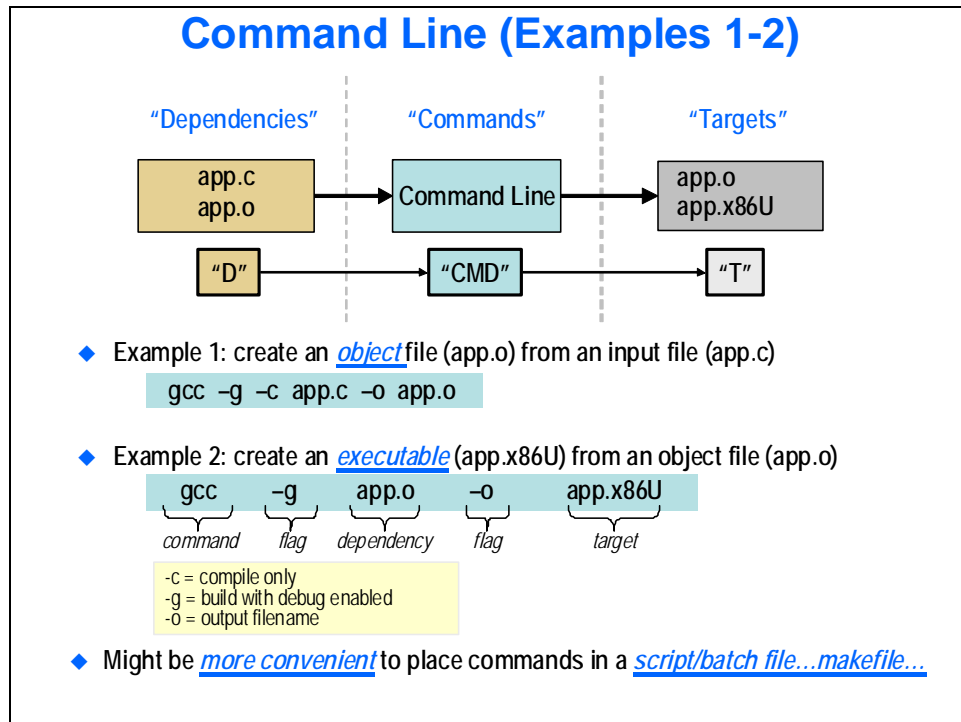 Command Line (Examples 1-2)
“Dependencies” “Commands” “Targets”
app.c
app.o
Command Line
app.o
app.x86U
“D” “CMD” “T”
◆ Example 1: create an object file (app.o) from an input file (app.c)
gcc –g –c app.c –o app.o
◆ Example 2: create an executable (app.x86U) from an object file (app.o)
gcc –g app.o –o app.x86U
command flag dependency flag target
-c = compile only
-g = build with debug enabled
-o = output filename
◆ Might be more convenient to place commands in a script/batch file…makefile…